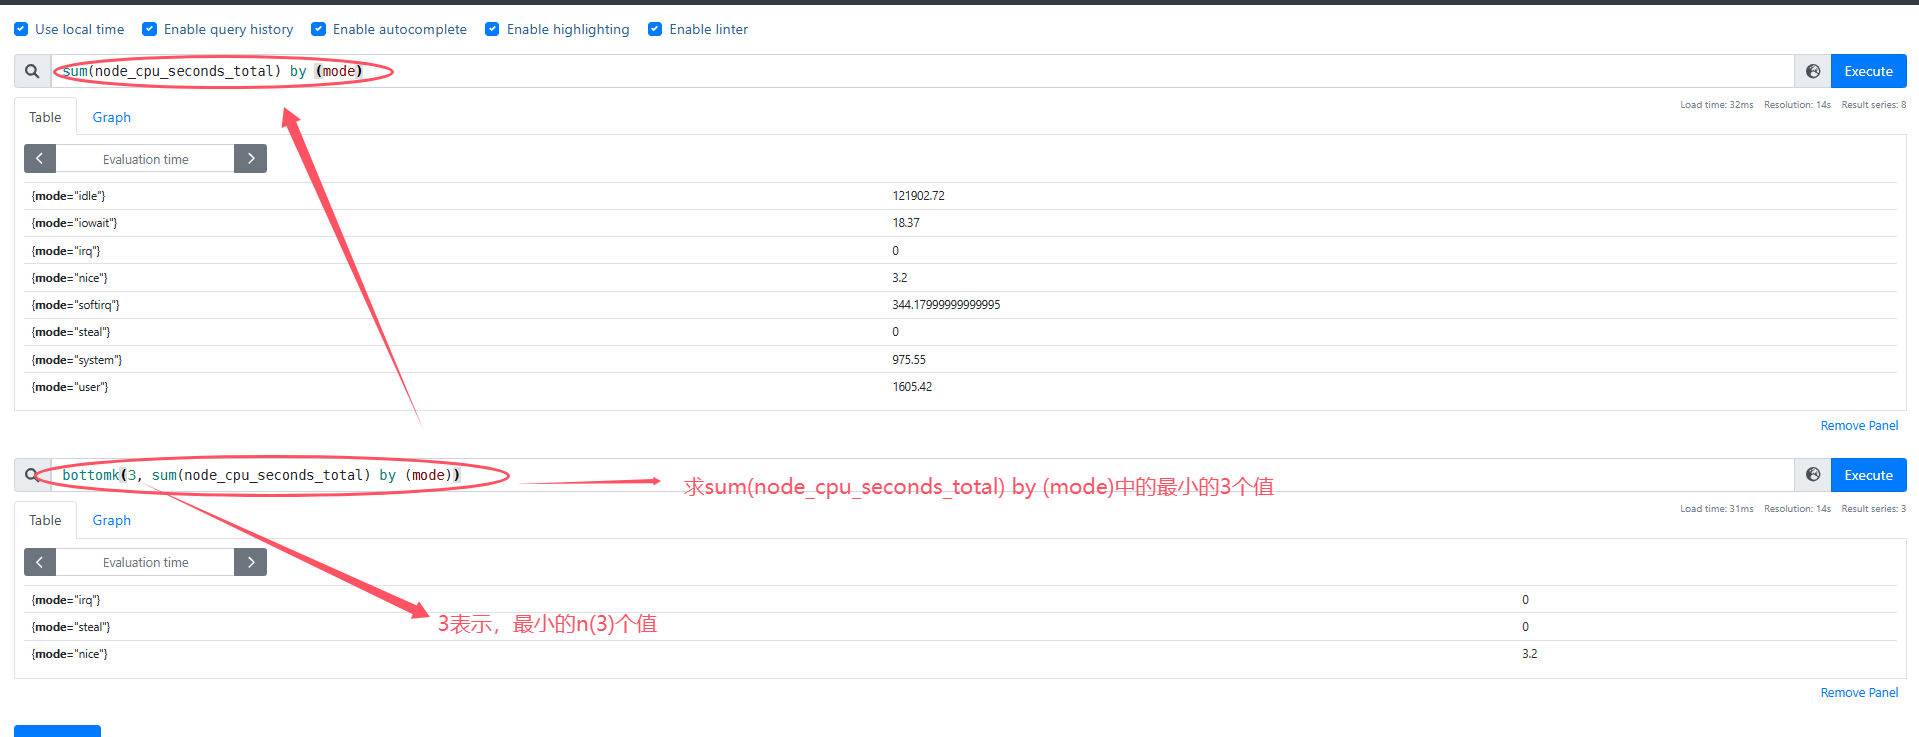 Use local time Enable query history Enable autocomplete Enable highlighting Enable linter
sum(node_cpu_seconds_total) by (mode) Execute
Load time: 32ms Resolution: 14s Result series: 8
Table Graph
Evaluation time
{mode="idle"} 121902.72
{mode="iowait"} 18.37
{mode="irq"} 0
{mode="nice"} 3.2
{mode="softirq"} 344.17999999999995
{mode="steal"} 0
{mode="system"} 975.55
{mode="user"} 1605.42
Remove Panel
bottomk(3, sum(node_cpu_seconds_total) by (mode)) Execute
求sum(node_cpu_seconds_total) by (mode)中的最小的3个值
Load time: 31ms Resolution: 14s Result series: 3
Table Graph
Evaluation time
{mode="irq"} 0
{mode="steal"} 0
3表示，最小的n(3)个值
{mode="nice"} 3.2
Remove Panel